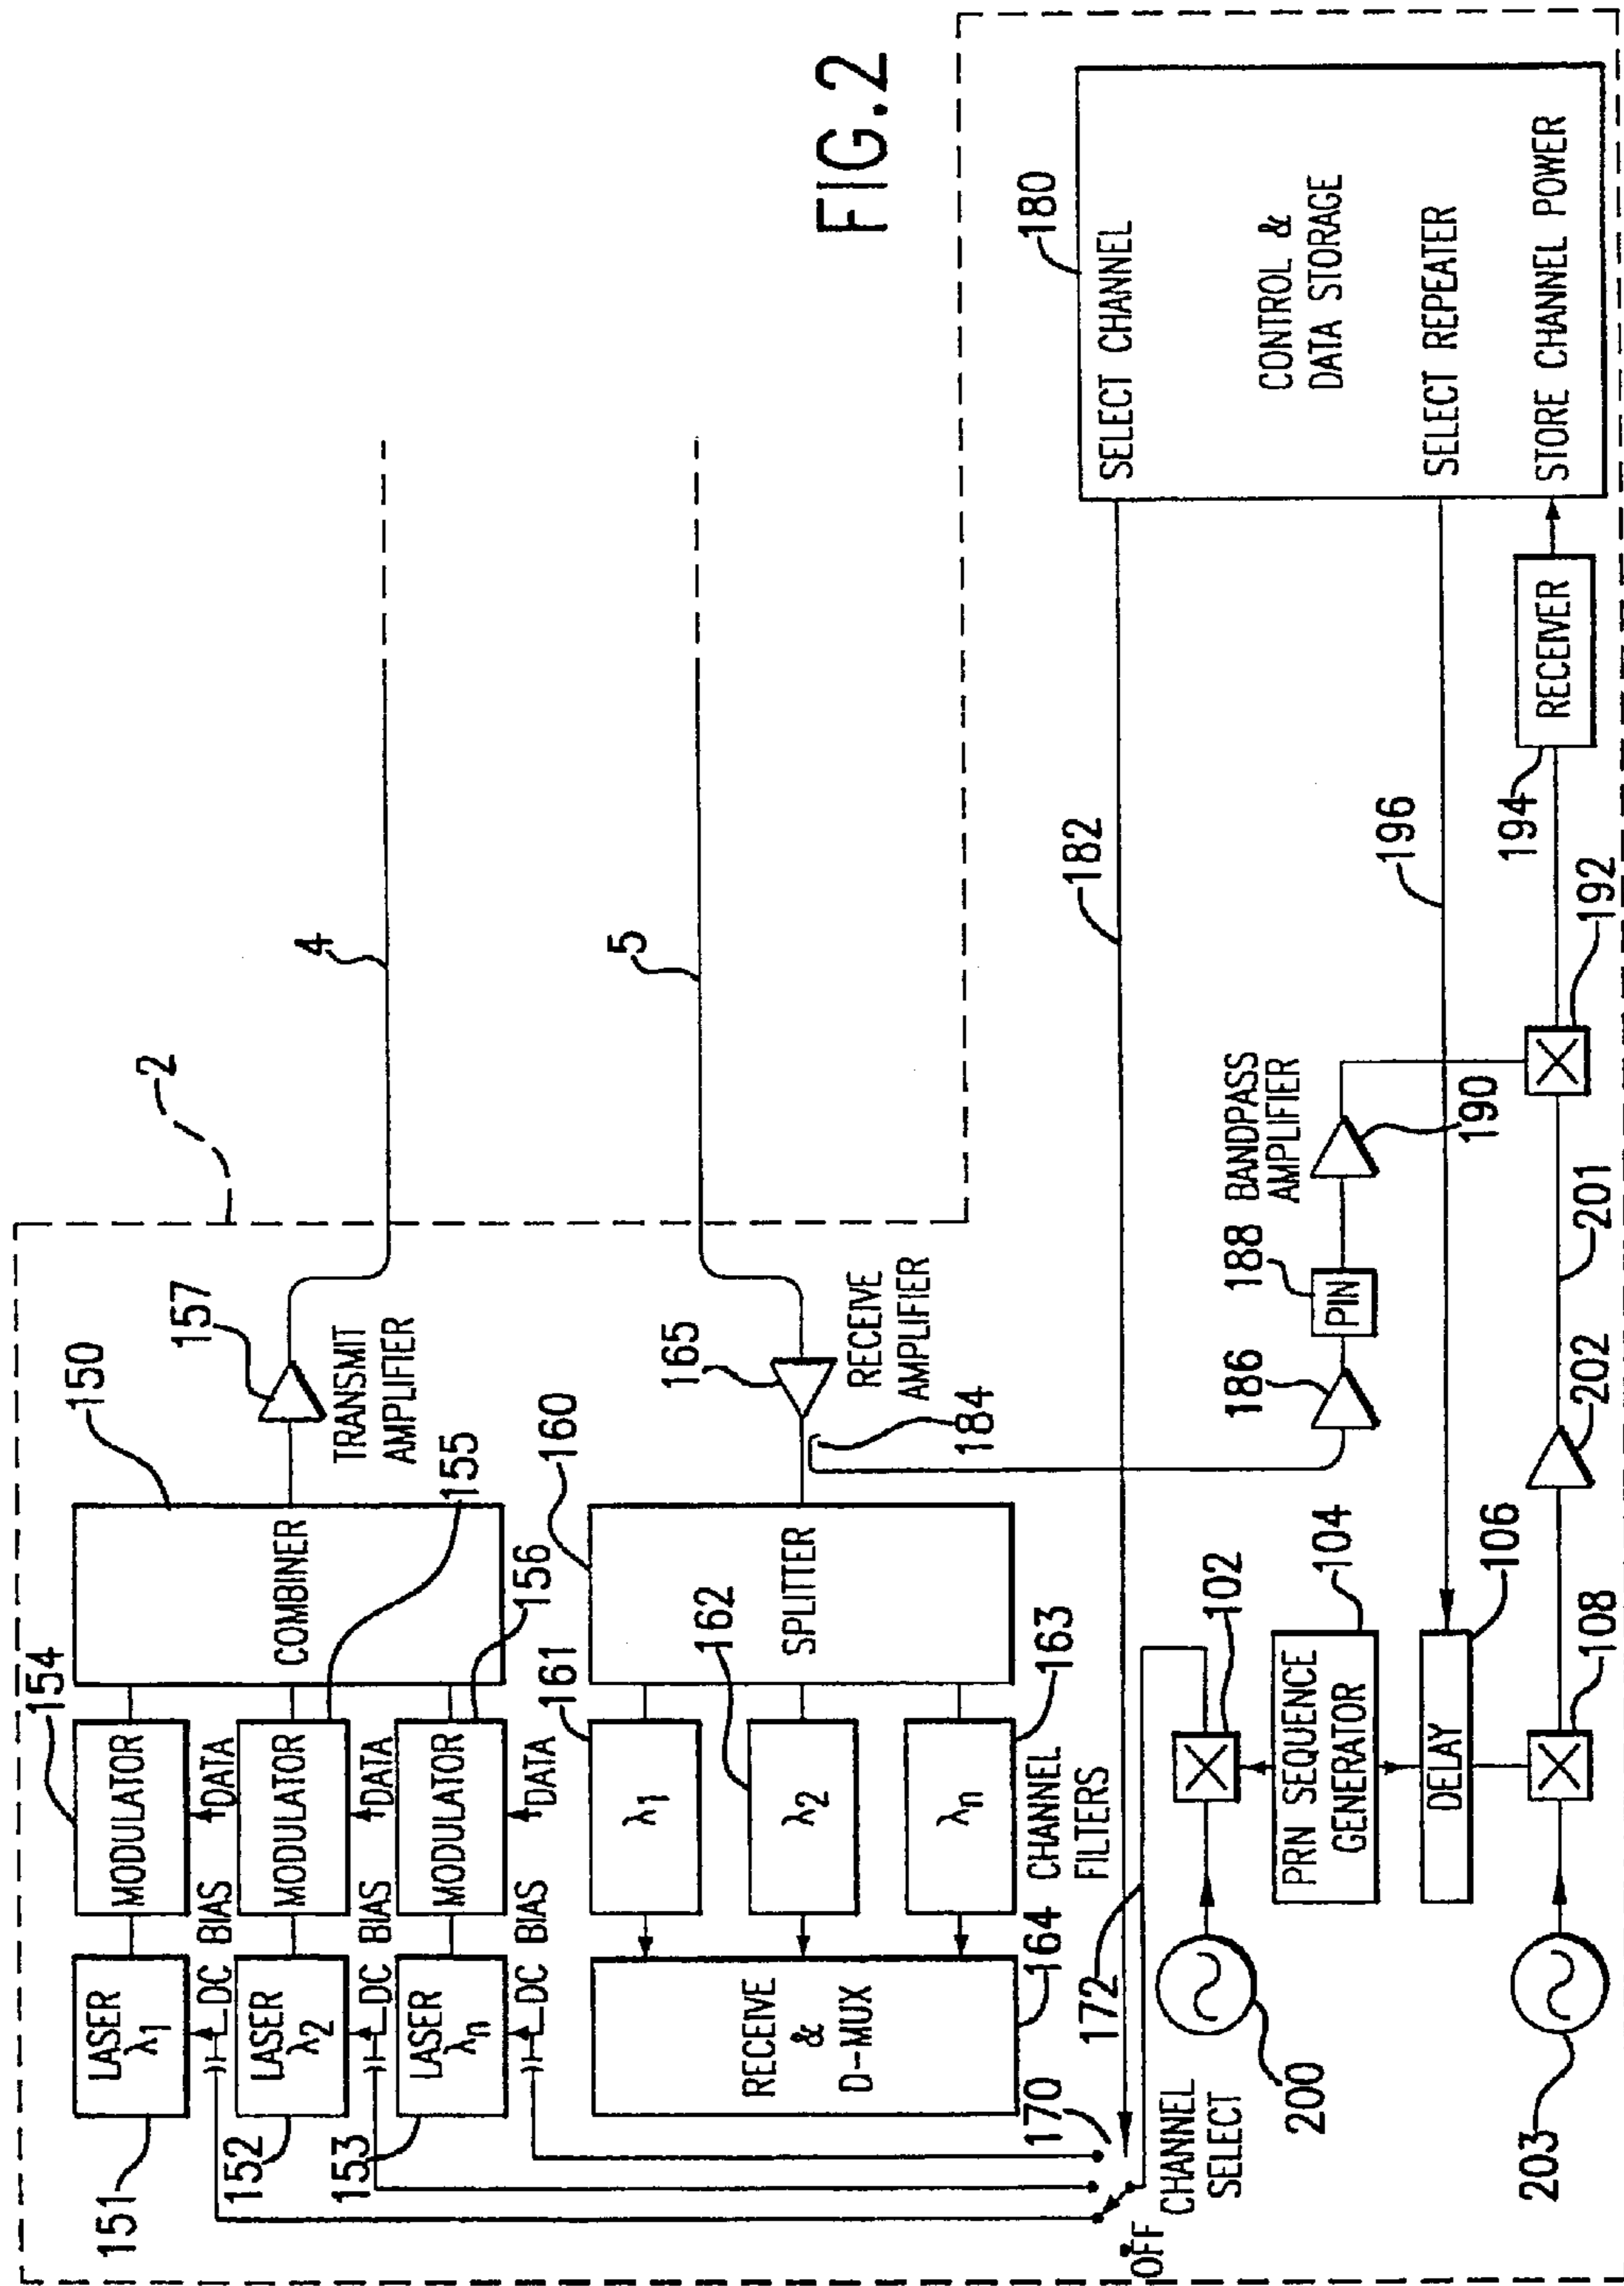 FIG.2
2
4
5
150
COMBINER
157
TRANSMIT
AMPLIFIER
154
MODULATOR
DATA
155
MODULATOR
DATA
156
MODULATOR
DATA
LASER
λ1
151
DC BIAS
LASER
λ2
152
DC BIAS
LASER
λn
153
DC BIAS
160
SPLITTER
165
RECEIVE
AMPLIFIER
184
161
λ1
162
λ2
163
λn
CHANNEL
FILTERS
RECEIVE
&
D-MUX
164
170
172
OFF
CHANNEL
SELECT
182
180
SELECT CHANNEL
CONTROL &
DATA STORAGE
SELECT REPEATER
STORE CHANNEL POWER
186
188
PIN
BANDPASS
AMPLIFIER
190
196
192
194
RECEIVER
200
102
PRN SEQUENCE
GENERATOR
104
DELAY
106
203
108
202
201